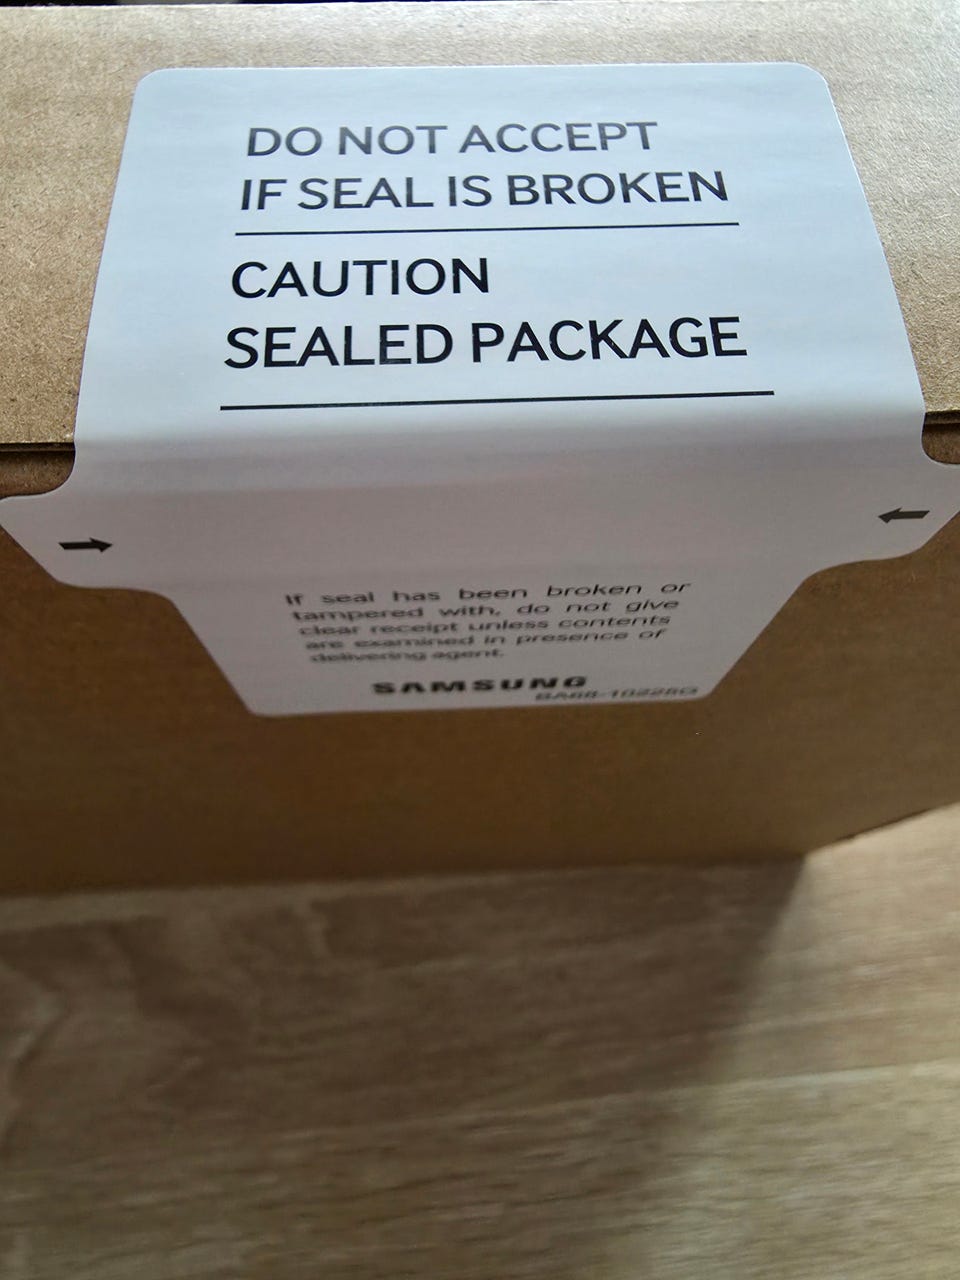 DO NOT ACCEPT
IF SEAL IS BROKEN
CAUTION
SEALED PACKAGE
If seal has been broken or
tampered with, do not give
clear receipt unless contents
are examined in presence of
delivering agent.
SAMSUNG